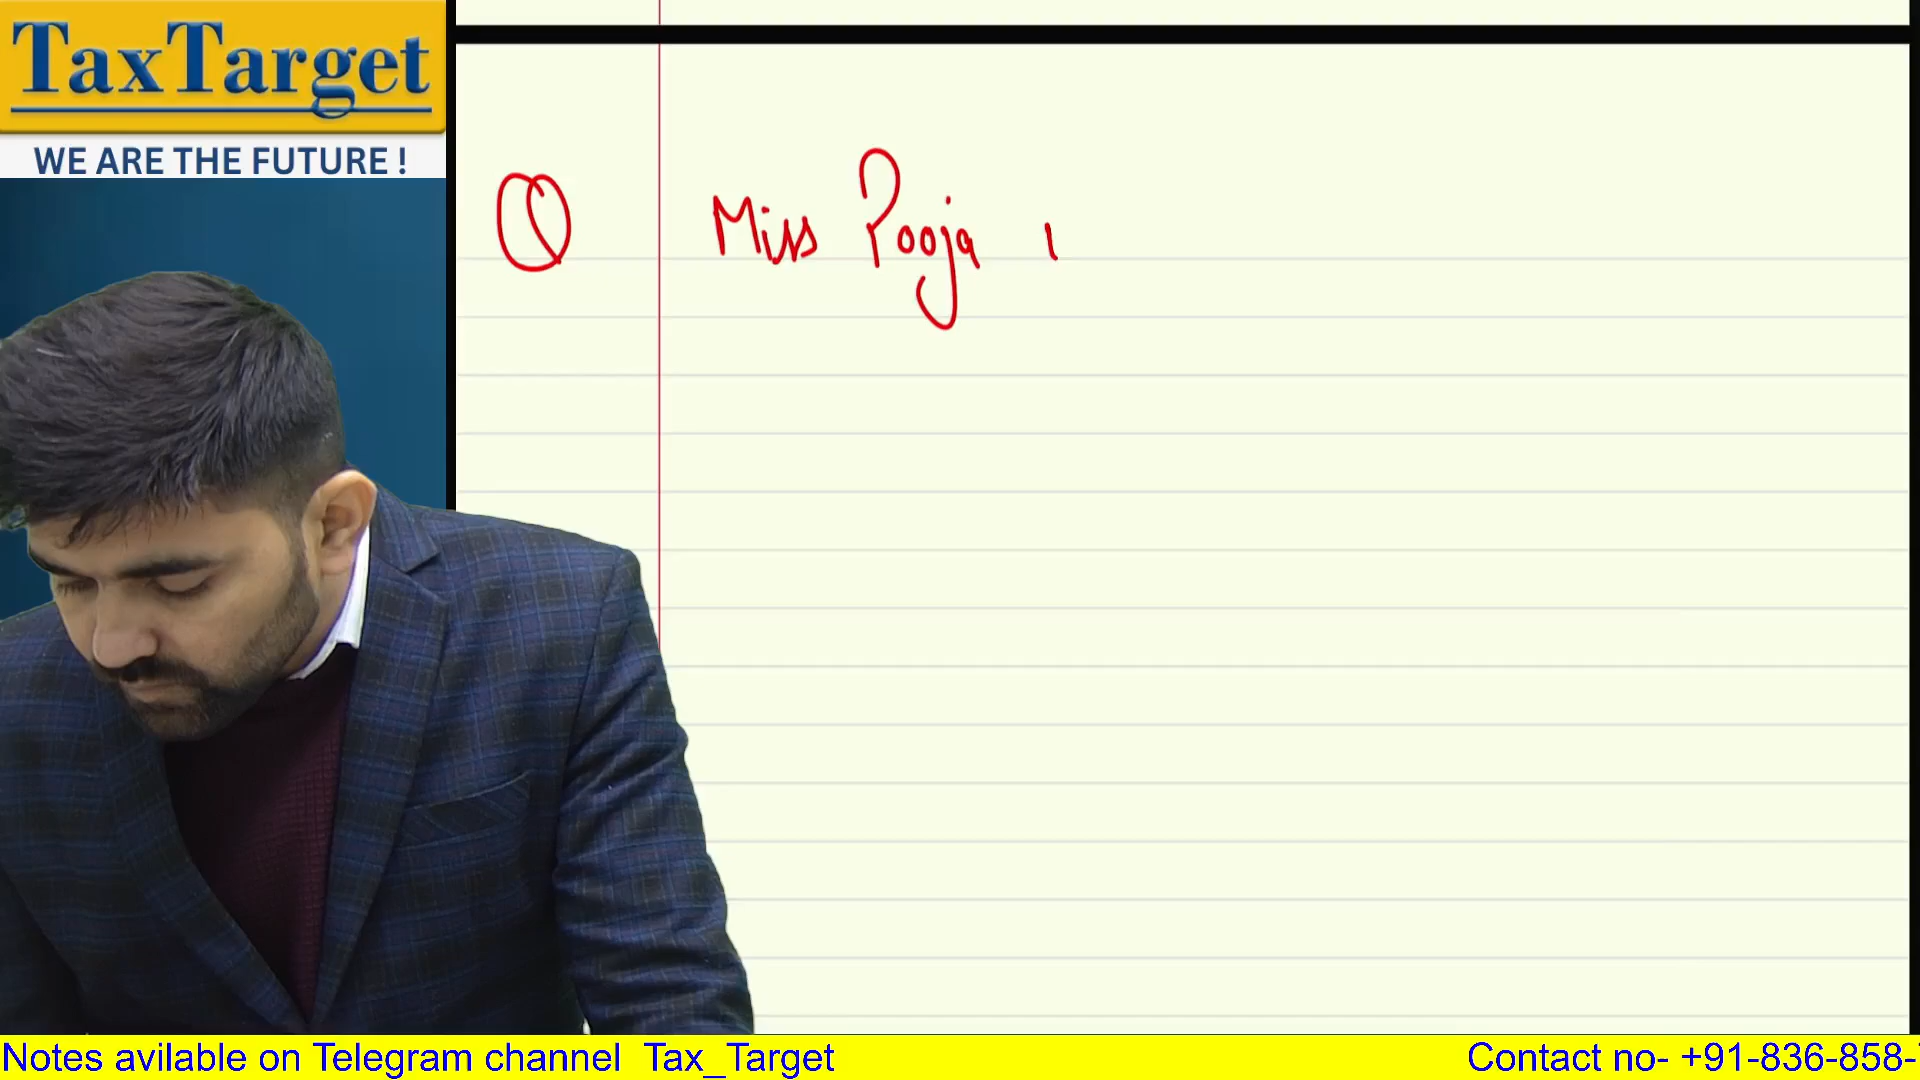 TaxTarget
WE ARE THE FUTURE !
Q Miss Pooja
Notes avilable on Telegram channel Tax_Target
Contact no- +91-836-858-